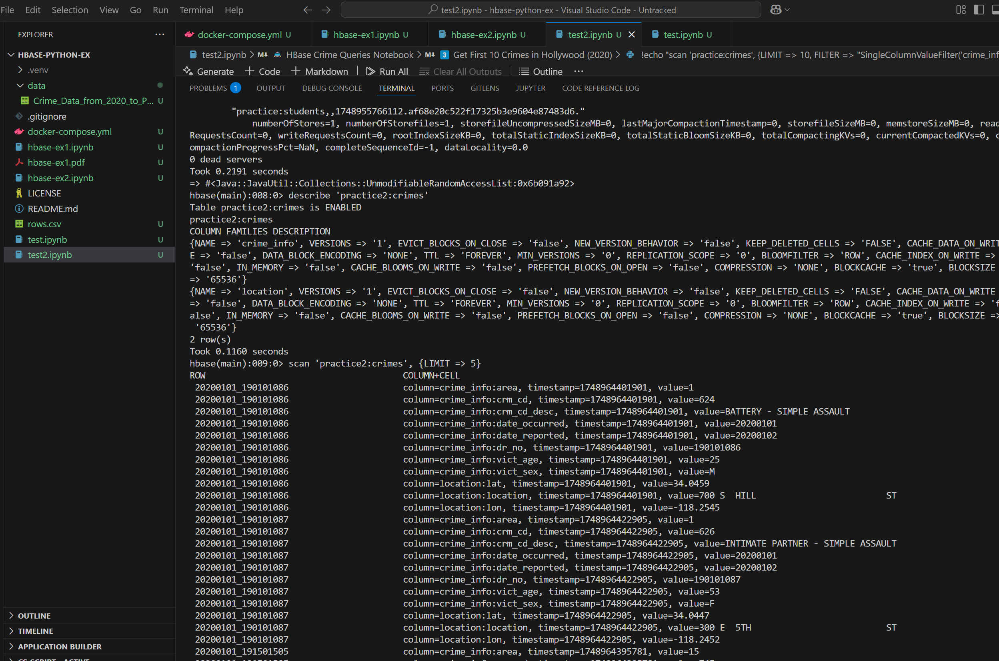 File Edit Selection View Go Run Terminal Help
test2.ipynb - hbase-python-ex - Visual Studio Code - Untracked
EXPLORER
HBASE-PYTHON-EX
.venv
data
Crime_Data_from_2020_to_P... U
.gitignore
docker-compose.yml U
hbase-ex1.ipynb U
hbase-ex1.pdf U
hbase-ex2.ipynb U
LICENSE
README.md
rows.csv U
test.ipynb U
test2.ipynb U
OUTLINE
TIMELINE
APPLICATION BUILDER
docker-compose.yml U hbase-ex1.ipynb U hbase-ex2.ipynb U test2.ipynb U test.ipynb U
test2.ipynb > M↓ HBase Crime Queries Notebook > M↓ 3 Get First 10 Crimes in Hollywood (2020) > !echo "scan 'practice:crimes', {LIMIT => 10, FILTER => "SingleColumnValueFilter('crime_inf
Generate + Code + Markdown | Run All Clear All Outputs | Outline ...
PROBLEMS 1 OUTPUT DEBUG CONSOLE TERMINAL PORTS GITLENS JUPYTER CODE REFERENCE LOG
"practice:students,,1748955766112.af68e20c522f17325b3e9604e87483d6."
numberOfStores=1, numberOfStorefiles=1, storefileUncompressedSizeMB=0, lastMajorCompactionTimestamp=0, storefileSizeMB=0, memstoreSizeMB=0, read
RequestsCount=0, writeRequestsCount=0, rootIndexSizeKB=0, totalStaticIndexSizeKB=0, totalStaticBloomSizeKB=0, totalCompactingKVs=0, currentCompactedKVs=0, c
ompactionProgressPct=NaN, completeSequenceId=-1, dataLocality=0.0
0 dead servers
Took 0.2191 seconds
=> #<Java::JavaUtil::Collections::UnmodifiableRandomAccessList:0x6b091a92>
hbase(main):008:0> describe 'practice2:crimes'
Table practice2:crimes is ENABLED
practice2:crimes
COLUMN FAMILIES DESCRIPTION
{NAME => 'crime_info', VERSIONS => '1', EVICT_BLOCKS_ON_CLOSE => 'false', NEW_VERSION_BEHAVIOR => 'false', KEEP_DELETED_CELLS => 'FALSE', CACHE_DATA_ON_WRIT
E => 'false', DATA_BLOCK_ENCODING => 'NONE', TTL => 'FOREVER', MIN_VERSIONS => '0', REPLICATION_SCOPE => '0', BLOOMFILTER => 'ROW', CACHE_INDEX_ON_WRITE =>
'false', IN_MEMORY => 'false', CACHE_BLOOMS_ON_WRITE => 'false', PREFETCH_BLOCKS_ON_OPEN => 'false', COMPRESSION => 'NONE', BLOCKCACHE => 'true', BLOCKSIZE
=> '65536'}
{NAME => 'location', VERSIONS => '1', EVICT_BLOCKS_ON_CLOSE => 'false', NEW_VERSION_BEHAVIOR => 'false', KEEP_DELETED_CELLS => 'FALSE', CACHE_DATA_ON_WRITE
=> 'false', DATA_BLOCK_ENCODING => 'NONE', TTL => 'FOREVER', MIN_VERSIONS => '0', REPLICATION_SCOPE => '0', BLOOMFILTER => 'ROW', CACHE_INDEX_ON_WRITE => 'f
alse', IN_MEMORY => 'false', CACHE_BLOOMS_ON_WRITE => 'false', PREFETCH_BLOCKS_ON_OPEN => 'false', COMPRESSION => 'NONE', BLOCKCACHE => 'true', BLOCKSIZE =>
'65536'}
2 row(s)
Took 0.1160 seconds
hbase(main):009:0> scan 'practice2:crimes', {LIMIT => 5}
ROW COLUMN+CELL
20200101_190101086 column=crime_info:area, timestamp=1748964401901, value=1
20200101_190101086 column=crime_info:crm_cd, timestamp=1748964401901, value=624
20200101_190101086 column=crime_info:crm_cd_desc, timestamp=1748964401901, value=BATTERY - SIMPLE ASSAULT
20200101_190101086 column=crime_info:date_occurred, timestamp=1748964401901, value=20200101
20200101_190101086 column=crime_info:date_reported, timestamp=1748964401901, value=20200102
20200101_190101086 column=crime_info:dr_no, timestamp=1748964401901, value=190101086
20200101_190101086 column=crime_info:vict_age, timestamp=1748964401901, value=25
20200101_190101086 column=crime_info:vict_sex, timestamp=1748964401901, value=M
20200101_190101086 column=location:lat, timestamp=1748964401901, value=34.0459
20200101_190101086 column=location:location, timestamp=1748964401901, value=700 S HILL ST
20200101_190101086 column=location:lon, timestamp=1748964401901, value=-118.2545
20200101_190101087 column=crime_info:area, timestamp=1748964422905, value=1
20200101_190101087 column=crime_info:crm_cd, timestamp=1748964422905, value=626
20200101_190101087 column=crime_info:crm_cd_desc, timestamp=1748964422905, value=INTIMATE PARTNER - SIMPLE ASSAULT
20200101_190101087 column=crime_info:date_occurred, timestamp=1748964422905, value=20200101
20200101_190101087 column=crime_info:date_reported, timestamp=1748964422905, value=20200102
20200101_190101087 column=crime_info:dr_no, timestamp=1748964422905, value=190101087
20200101_190101087 column=crime_info:vict_age, timestamp=1748964422905, value=53
20200101_190101087 column=crime_info:vict_sex, timestamp=1748964422905, value=F
20200101_190101087 column=location:lat, timestamp=1748964422905, value=34.0447
20200101_190101087 column=location:location, timestamp=1748964422905, value=300 E 5TH ST
20200101_190101087 column=location:lon, timestamp=1748964422905, value=-118.2452
20200101_191501505 column=crime_info:area, timestamp=1748964395781, value=15